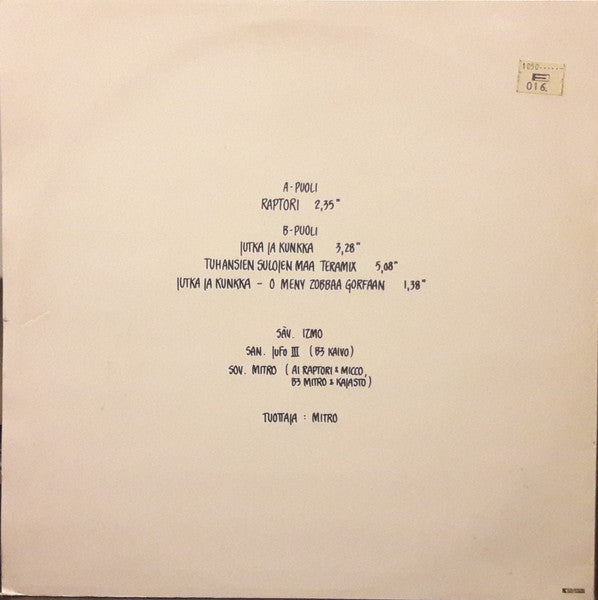 1050------
E
016.
A-PUOLI
RAPTORI 2,35"
B-PUOLI
JUTKA JA KUNKKA 3,28"
TUHANSIEN SULOJEN MAA TERAMIX 5,08"
JUTKA JA KUNKKA - O MENY ZOBBAA GORFAAN 1,38"
SÄV. IZMO
SAN. JUFO III (B3 KAIVO)
SOV. MITRO (A1 RAPTORI & MICCO,
B3 MITRO & KAJASTO)
TUOTTAJA : MITRO